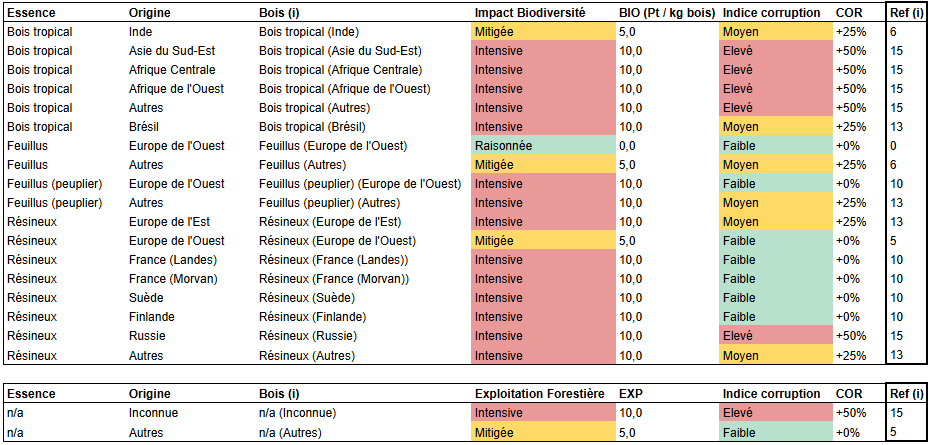 Essence Origine Bois (i) Impact Biodiversité BIO (Pt / kg bois) Indice corruption COR Ref (i)
Bois tropical Inde Bois tropical (Inde) Mitigée 5,0 Moyen +25% 6
Bois tropical Asie du Sud-Est Bois tropical (Asie du Sud-Est) Intensive 10,0 Elevé +50% 15
Bois tropical Afrique Centrale Bois tropical (Afrique Centrale) Intensive 10,0 Elevé +50% 15
Bois tropical Afrique de l'Ouest Bois tropical (Afrique de l'Ouest) Intensive 10,0 Elevé +50% 15
Bois tropical Autres Bois tropical (Autres) Intensive 10,0 Elevé +50% 15
Bois tropical Brésil Bois tropical (Brésil) Intensive 10,0 Moyen +25% 13
Feuillus Europe de l'Ouest Feuillus (Europe de l'Ouest) Raisonnée 0,0 Faible +0% 0
Feuillus Autres Feuillus (Autres) Mitigée 5,0 Moyen +25% 6
Feuillus (peuplier) Europe de l'Ouest Feuillus (peuplier) (Europe de l'Ouest) Intensive 10,0 Faible +0% 10
Feuillus (peuplier) Autres Feuillus (peuplier) (Autres) Intensive 10,0 Moyen +25% 13
Résineux Europe de l'Est Résineux (Europe de l'Est) Intensive 10,0 Moyen +25% 13
Résineux Europe de l'Ouest Résineux (Europe de l'Ouest) Mitigée 5,0 Faible +0% 5
Résineux France (Landes) Résineux (France (Landes)) Intensive 10,0 Faible +0% 10
Résineux France (Morvan) Résineux (France (Morvan)) Intensive 10,0 Faible +0% 10
Résineux Suède Résineux (Suède) Intensive 10,0 Faible +0% 10
Résineux Finlande Résineux (Finlande) Intensive 10,0 Faible +0% 10
Résineux Russie Résineux (Russie) Intensive 10,0 Elevé +50% 15
Résineux Autres Résineux (Autres) Intensive 10,0 Moyen +25% 13
Essence Origine Bois (i) Exploitation Forestière EXP Indice corruption COR Ref (i)
n/a Inconnue n/a (Inconnue) Intensive 10,0 Elevé +50% 15
n/a Autres n/a (Autres) Mitigée 5,0 Faible +0% 5